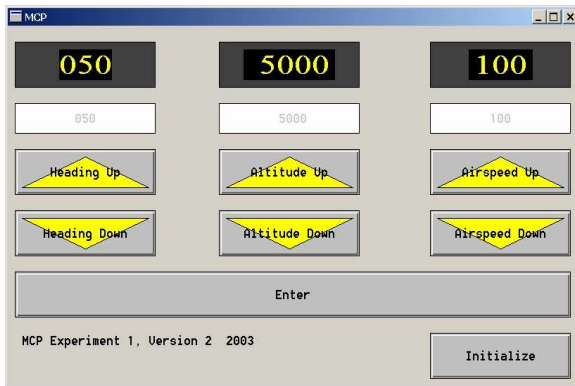 MCP
050 5000 100
050 5000 100
Heading Up Altitude Up Airspeed Up
Heading Down Altitude Down Airspeed Down
Enter
MCP Experiment 1, Version 2 2003
Initialize